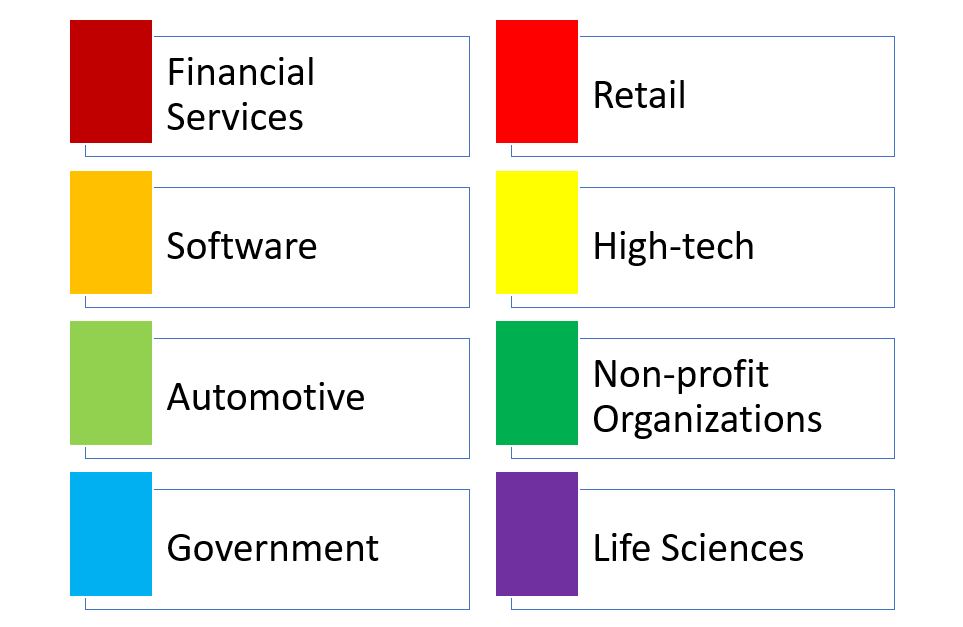 Financial
Services
Retail
Software
High-tech
Automotive
Non-profit
Organizations
Government
Life Sciences